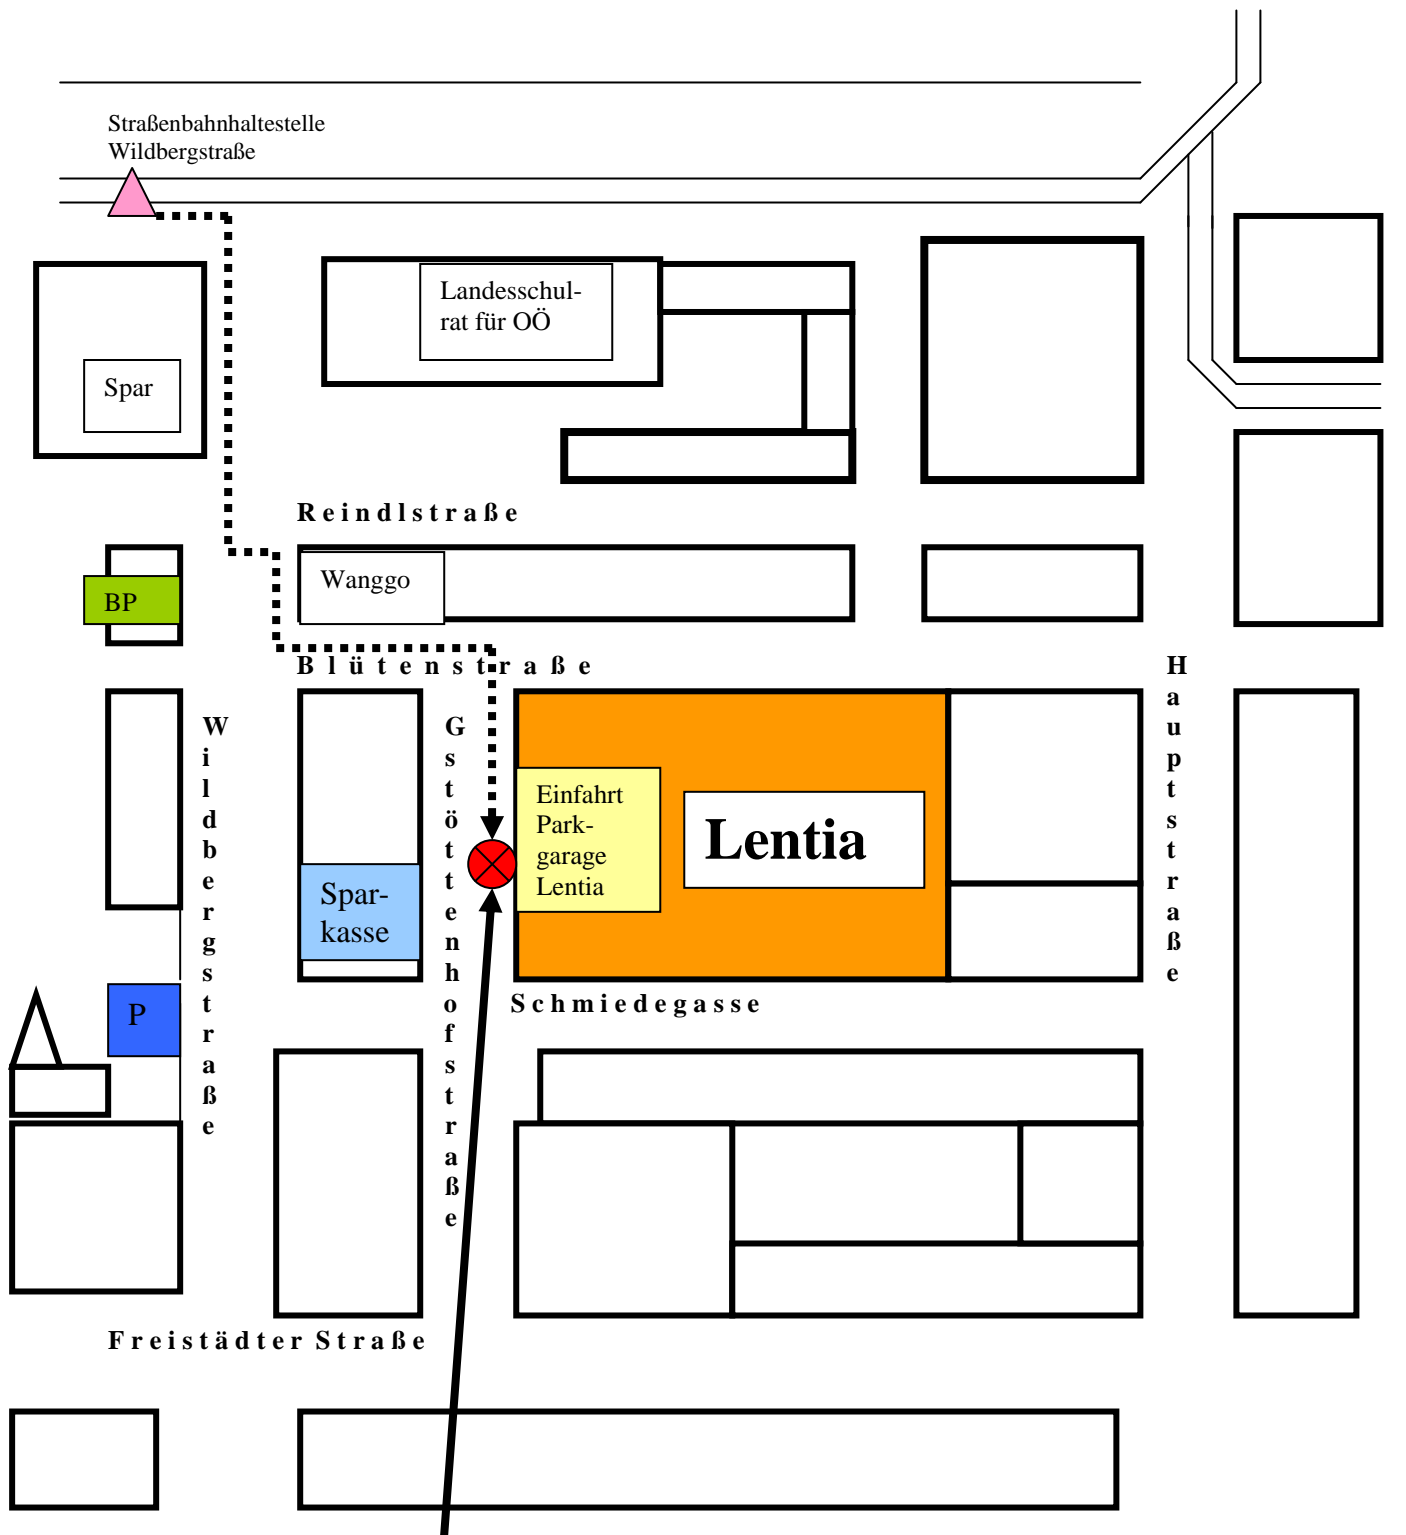 Straßenbahnhaltestelle
Wildbergstraße
Landesschul-
rat für OÖ
Spar
Reindlstraße
Wanggo
BP
Blütenstraße
Hauptstraße
Wildbergstraße
Gstöttenhofstraße
Einfahrt
Park-
garage
Lentia
Lentia
Spar-
kasse
P
Schmiedegasse
Freistädter Straße